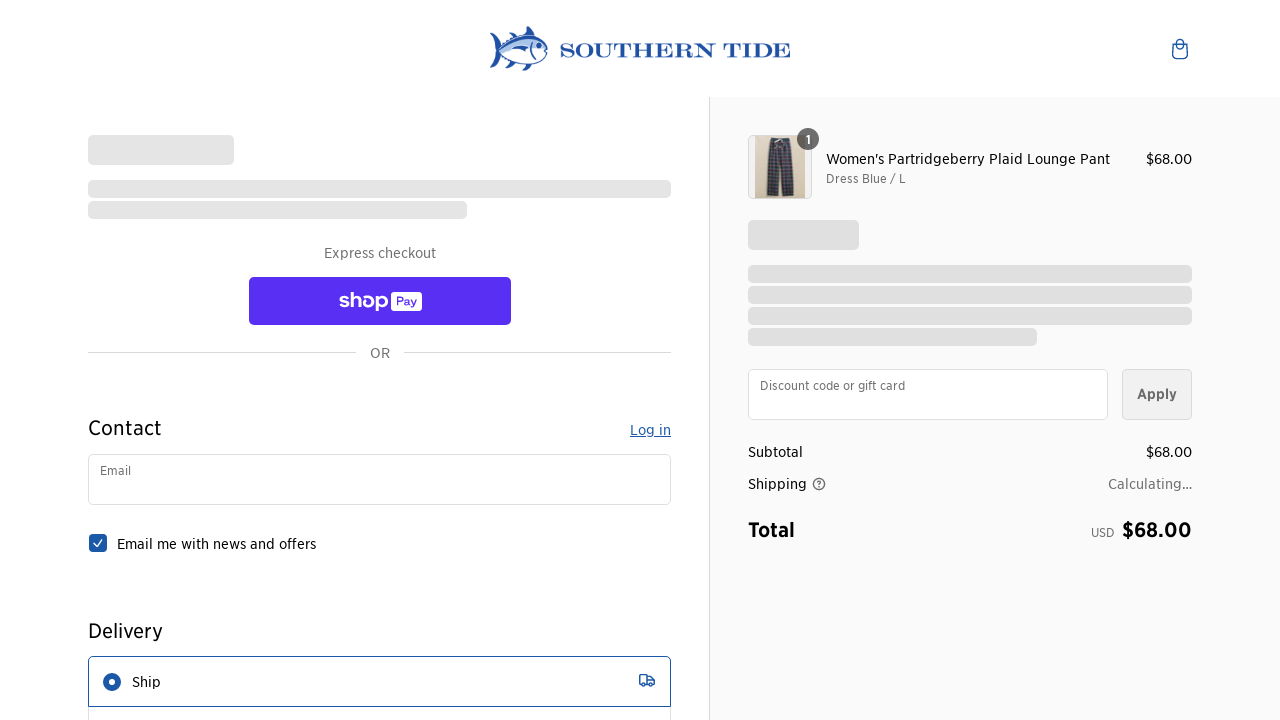 SOUTHERN TIDE
Express checkout
shop Pay
OR
Contact
Log in
Email
Email me with news and offers
Delivery
Ship
1
Women's Partridgeberry Plaid Lounge Pant
$68.00
Dress Blue / L
Discount code or gift card
Apply
Subtotal
$68.00
Shipping
Calculating...
Total
USD $68.00